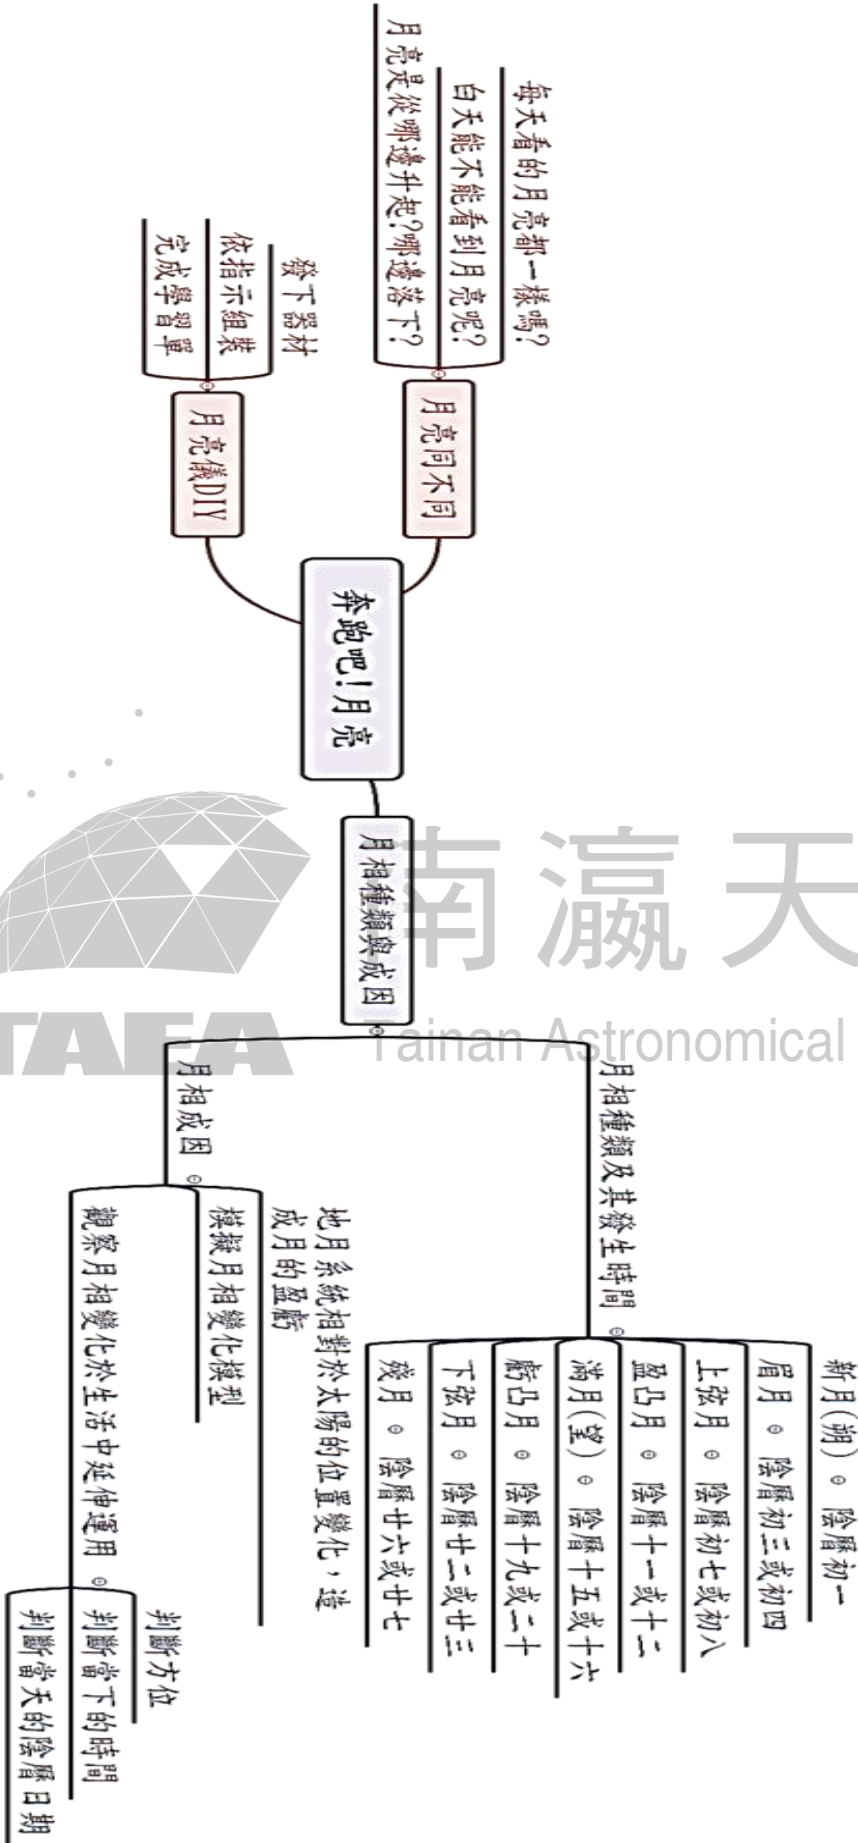 奔跑吧!月亮
月亮同不同
每天看的月亮都一樣嗎?
白天能不能看到月亮呢?
月亮是從哪邊升起?哪邊落下?
月亮儀DIY
發下器材
依指示組裝
完成學習單
月相種類與成因
月相種類及其發生時間
新月(朔) 陰曆初一
眉月 陰曆初三或初四
上弦月 陰曆初七或初八
盈凸月 陰曆十一或十二
滿月(望) 陰曆十五或十六
虧凸月 陰曆十九或二十
下弦月 陰曆廿二或廿三
殘月 陰曆廿六或廿七
月相成因
地月系統相對於太陽的位置變化,造
成月的盈虧
模擬月相變化模型
觀察月相變化於生活中延伸運用
判斷方位
判斷當下的時間
判斷當天的陰曆日期
南瀛天
Tainan Astronomical
TAEA